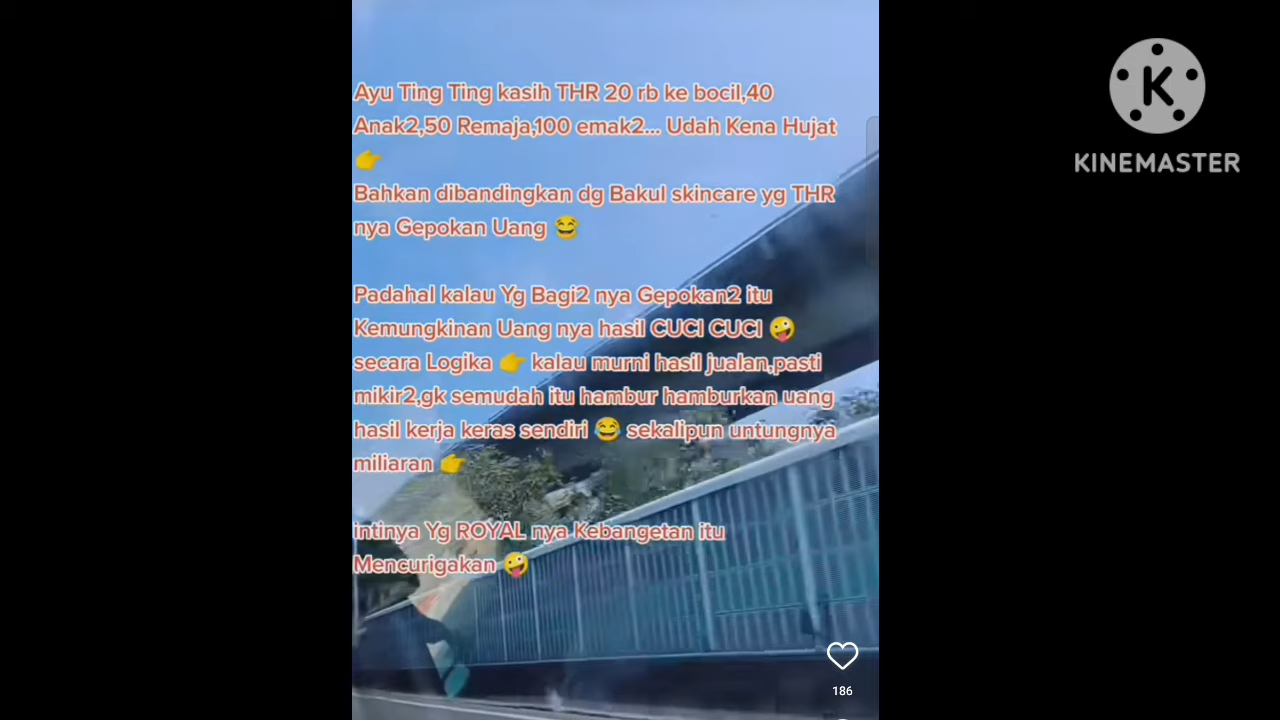 Ayu Ting Ting kasih THR 20 rb ke bocil,40
Anak2,50 Remaja,100 emak2... Udah Kena Hujat
👉
Bahkan dibandingkan dg Bakul skincare yg THR
nya Gepokan Uang 😂
Padahal kalau Yg Bagi2 nya Gepokan2 itu
Kemungkinan Uang nya hasil CUCI CUCI 🤪
secara Logika 👉 kalau murni hasil jualan,pasti
mikir2,gk semudah itu hambur hamburkan uang
hasil kerja keras sendiri 😂 sekalipun untungnya
miliaran 👉
intinya Yg ROYAL nya Kebangetan itu
Mencurigakan 🤪
186
K
KINEMASTER